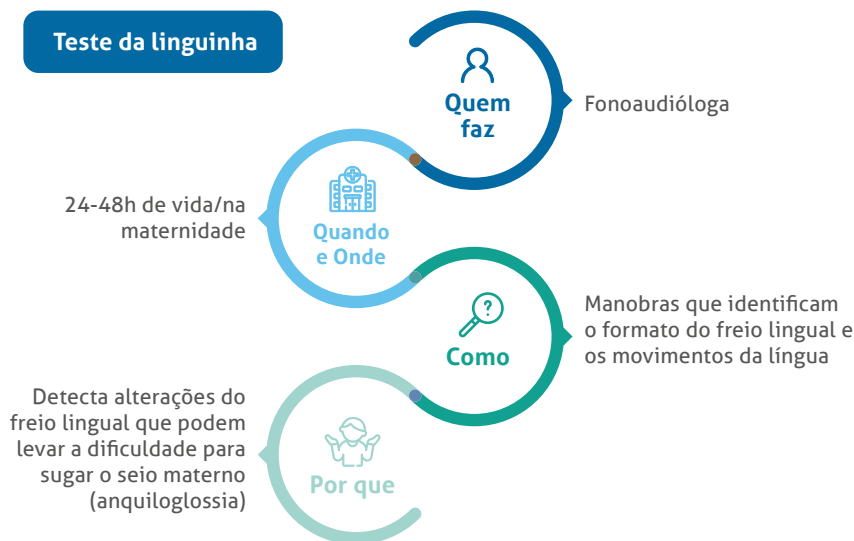 Teste da linguinha
Quem
faz
Fonoaudióloga
24-48h de vida/na
maternidade
Quando
e Onde
Como
Manobras que identificam
o formato do freio lingual e
os movimentos da língua
Detecta alterações do
freio lingual que podem
levar a dificuldade para
sugar o seio materno
(anquiloglossia)
Por que